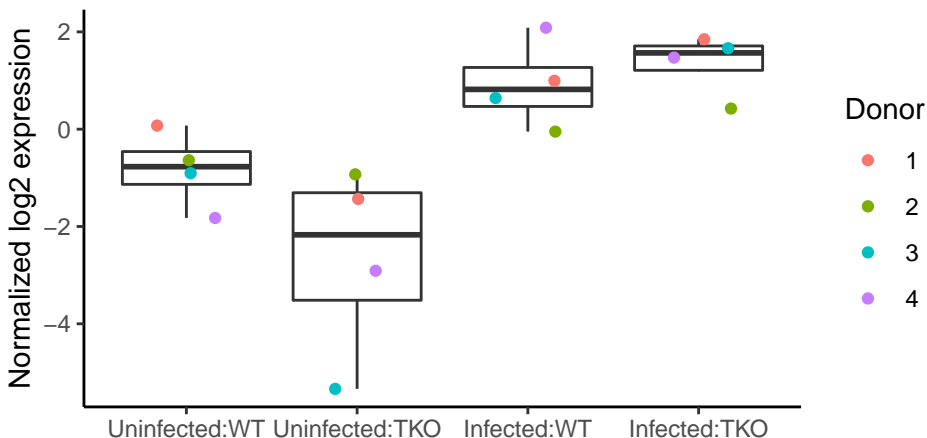 Normalized log2 expression
2
0
−2
−4
Uninfected:WT
Uninfected:TKO
Infected:WT
Infected:TKO
Donor
1
2
3
4